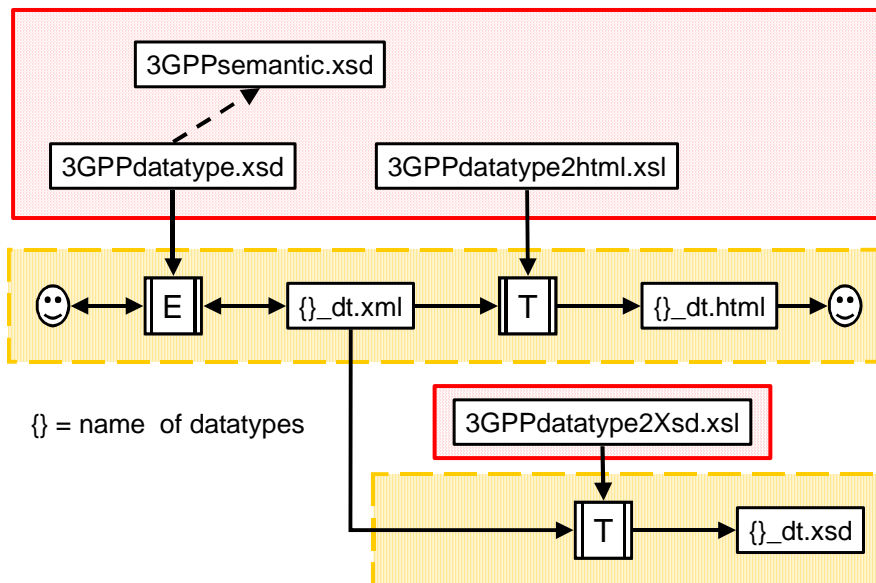 3GPPsemantic.xsd
3GPPdatatype.xsd
3GPPdatatype2html.xsl
E
{}_dt.xml
T
{}_dt.html
{} = name of datatypes
3GPPdatatype2Xsd.xsl
T
{}_dt.xsd